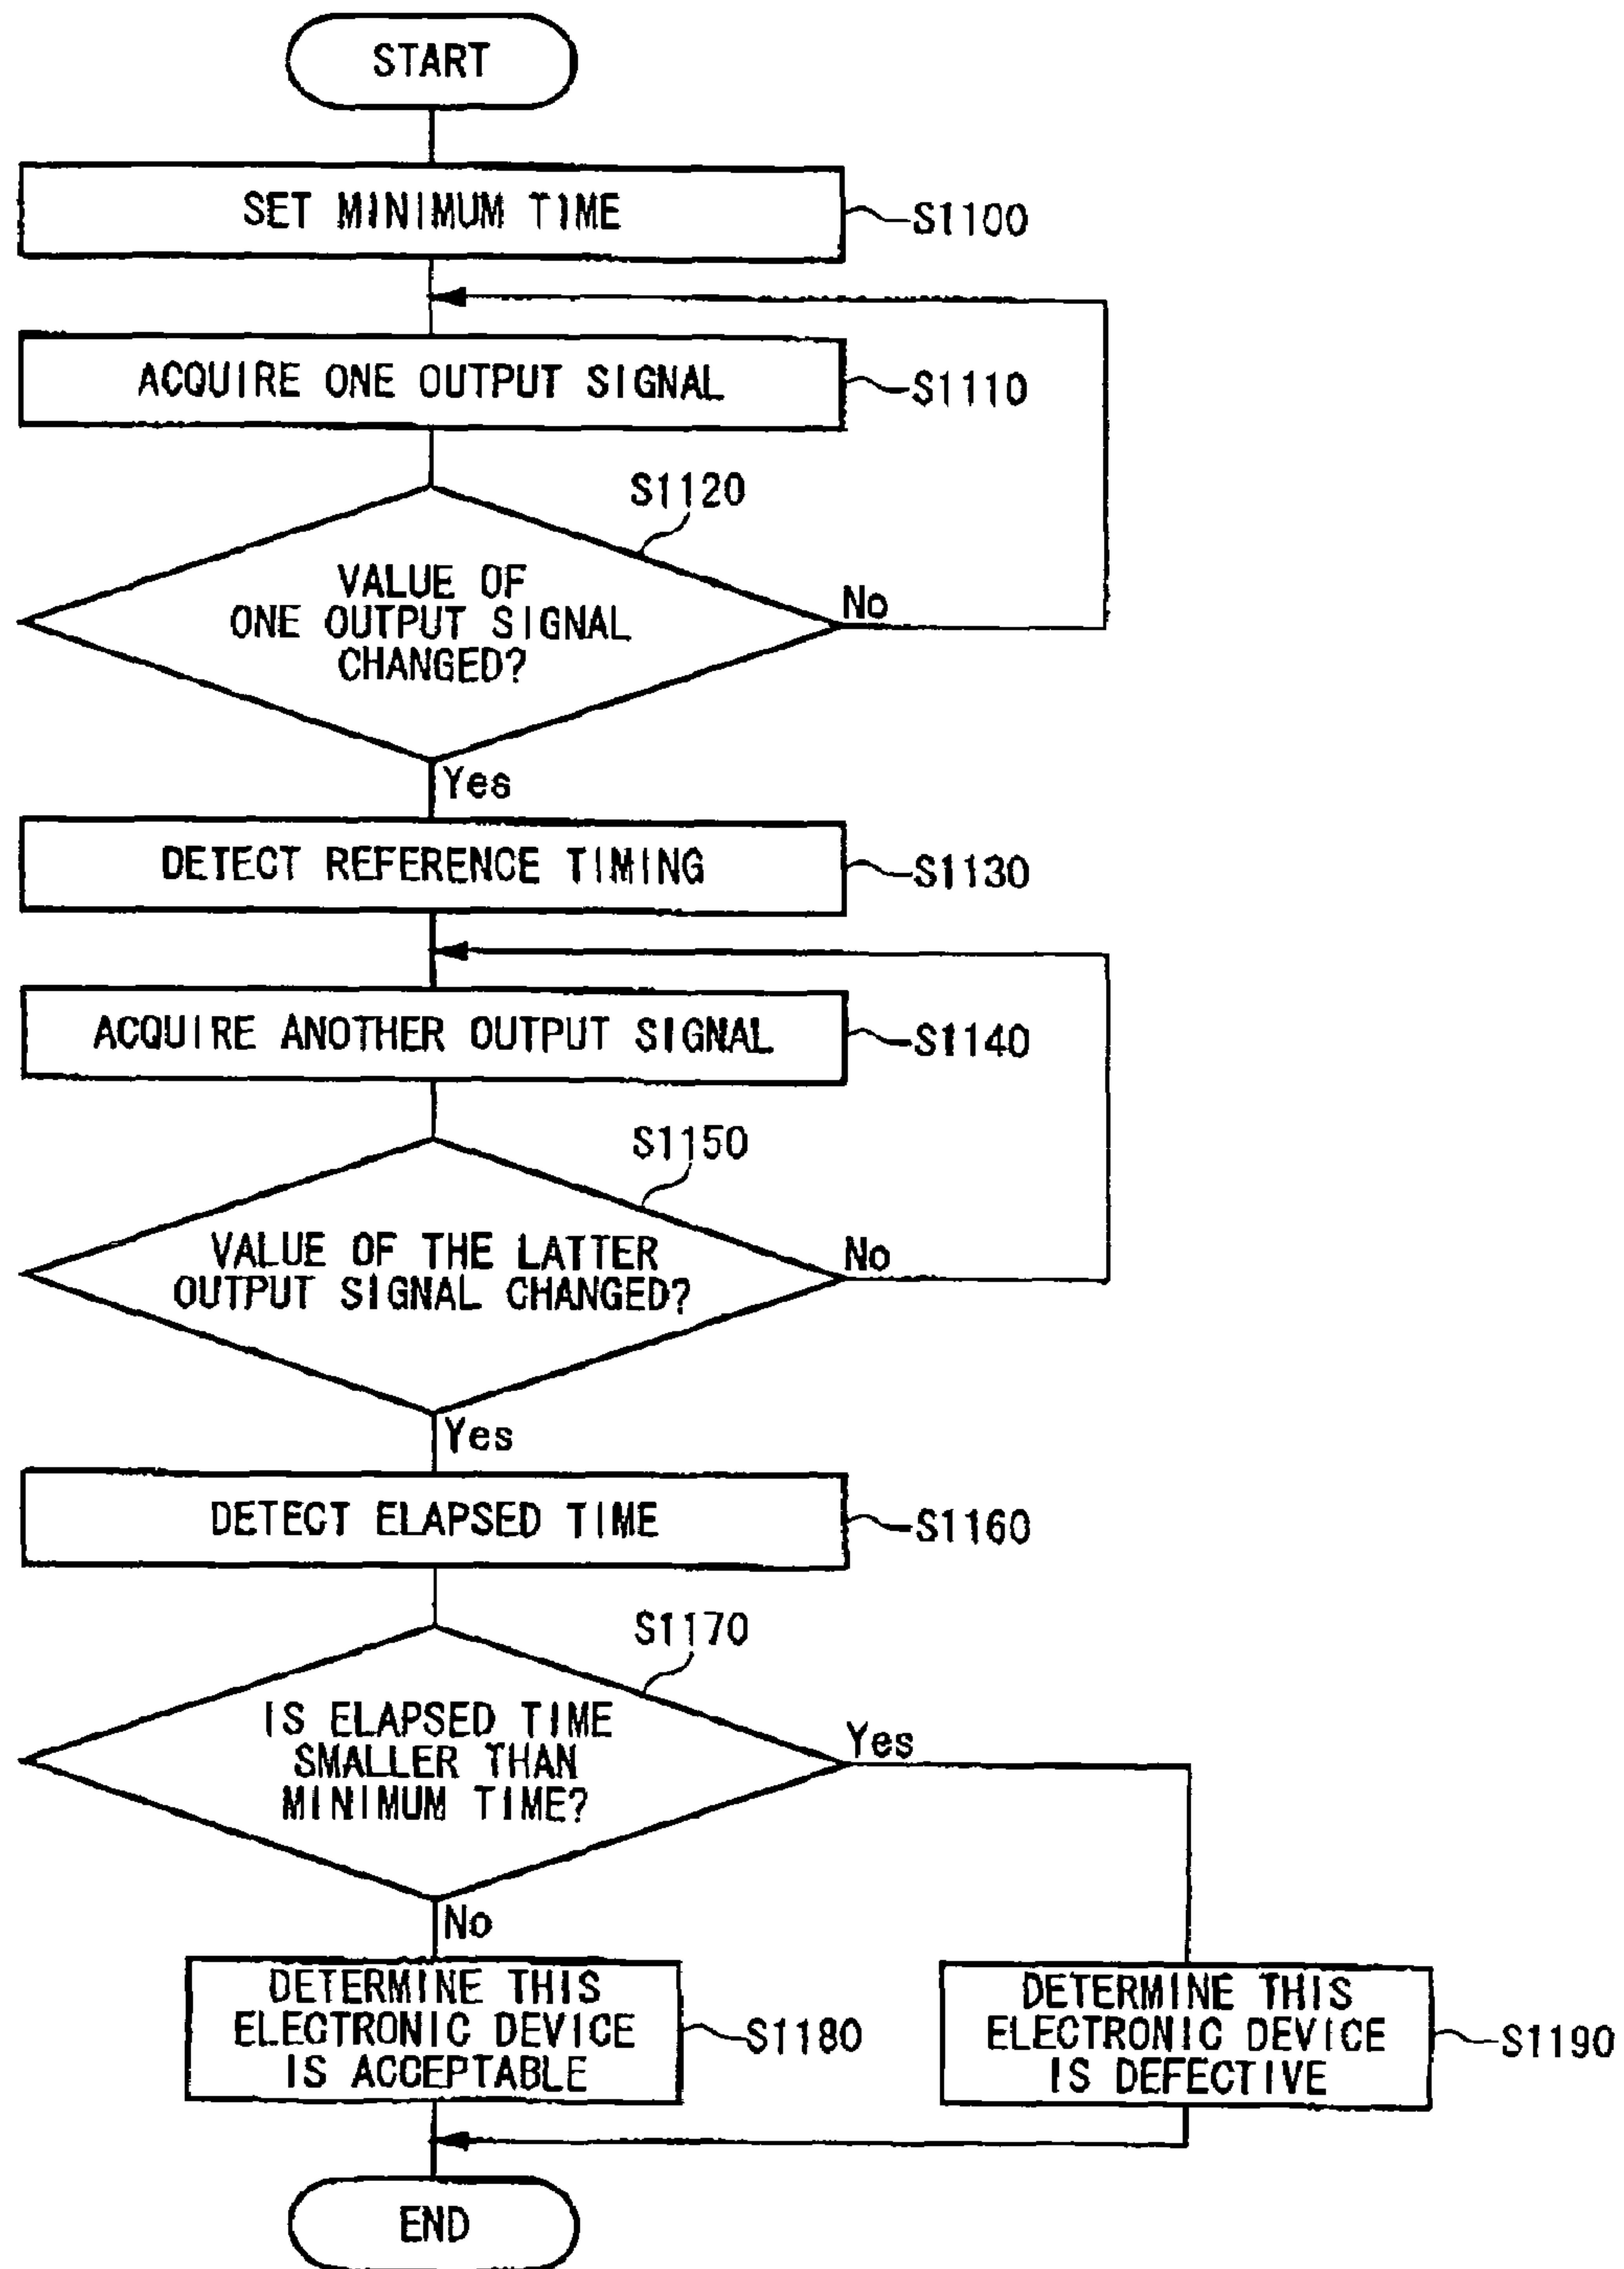 START
SET MINIMUM TIME
S1100
ACQUIRE ONE OUTPUT SIGNAL
S1110
S1120
VALUE OF
ONE OUTPUT SIGNAL
CHANGED?
No
Yes
DETECT REFERENCE TIMING
S1130
ACQUIRE ANOTHER OUTPUT SIGNAL
S1140
S1150
VALUE OF THE LATTER
OUTPUT SIGNAL CHANGED?
No
Yes
DETECT ELAPSED TIME
S1160
S1170
IS ELAPSED TIME
SMALLER THAN
MINIMUM TIME?
Yes
No
DETERMINE THIS
ELECTRONIC DEVICE
IS ACCEPTABLE
S1180
DETERMINE THIS
ELECTRONIC DEVICE
IS DEFECTIVE
S1190
END